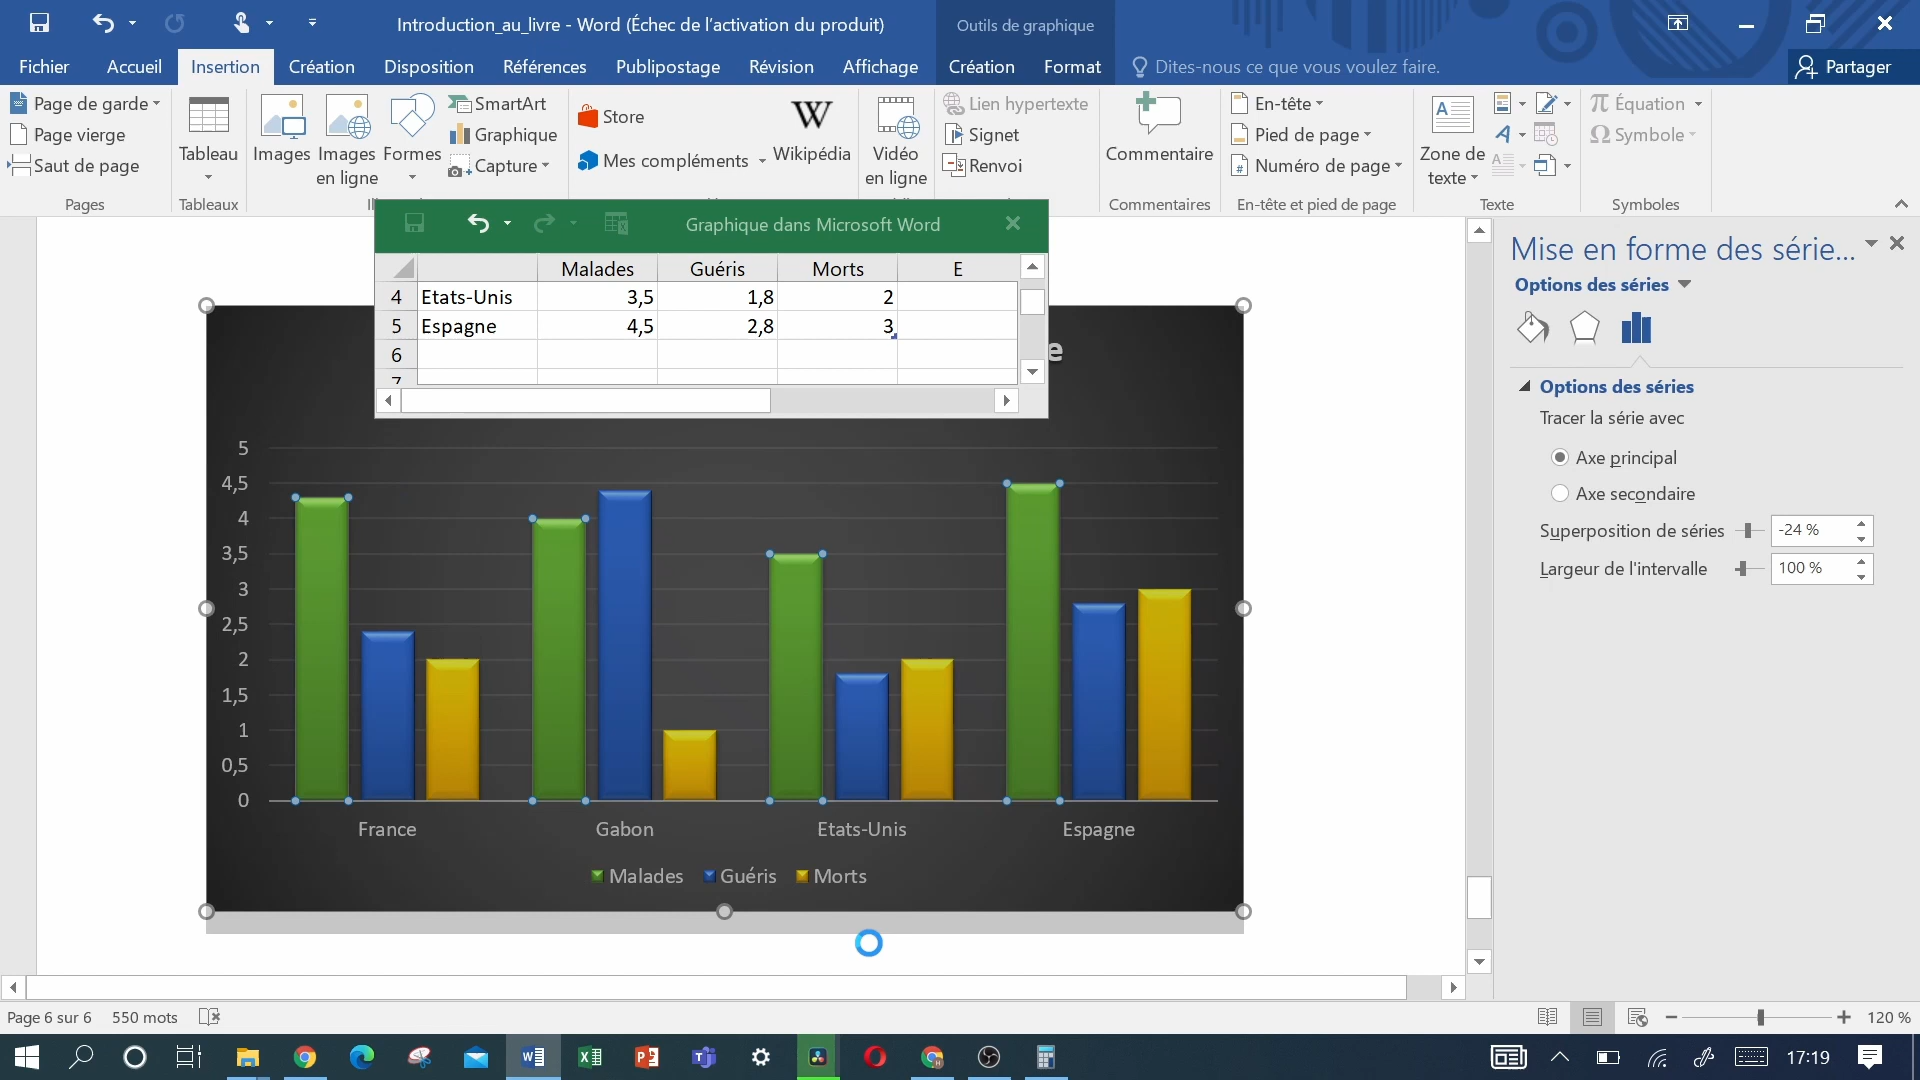 Introduction_au_livre - Word (Échec de l'activation du produit)
Outils de graphique
Fichier Accueil Insertion Création Disposition Références Publipostage Révision Affichage Création Format Dites-nous ce que vous voulez faire. Partager
Page de garde
Page vierge
Saut de page
Pages
Tableau
Tableaux
Images
Images
en ligne
Formes
SmartArt
Graphique
Capture
Store
Mes compléments
Wikipédia
Vidéo
en ligne
Lien hypertexte
Signet
Renvoi
Commentaire
Commentaires
En-tête
Pied de page
Numéro de page
En-tête et pied de page
Zone de
texte
Texte
Équation
Symbole
Symboles
Graphique dans Microsoft Word
Malades Guéris Morts E
4 Etats-Unis 3,5 1,8 2
5 Espagne 4,5 2,8 3
6
7
e
5
4,5
4
3,5
3
2,5
2
1,5
1
0,5
0
France Gabon Etats-Unis Espagne
Malades Guéris Morts
Mise en forme des série...
Options des séries
Options des séries
Tracer la série avec
Axe principal
Axe secondaire
Superposition de séries -24 %
Largeur de l'intervalle 100 %
Page 6 sur 6 550 mots 120 %
17:19